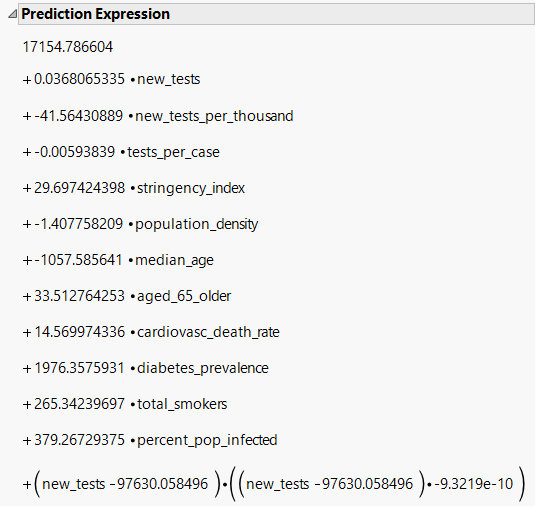 Prediction Expression
17154.786604
+ 0.0368065335 •new_tests
+ -41.56430889 •new_tests_per_thousand
+ -0.00593839 •tests_per_case
+ 29.697424398 •stringency_index
+ -1.407758209 •population_density
+ -1057.585641 •median_age
+ 33.512764253 •aged_65_older
+ 14.569974336 •cardiovasc_death_rate
+ 1976.3575931 •diabetes_prevalence
+ 265.34239697 •total_smokers
+ 379.26729375 •percent_pop_infected
+(new_tests -97630.058496 )•((new_tests -97630.058496 )•-9.3219e-10 )